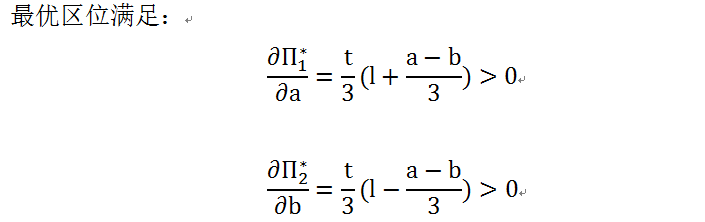 最优区位满足：
∂Π₁*/∂a = t/3 (l + (a − b)/3) > 0
∂Π₂*/∂b = t/3 (l − (a − b)/3) > 0